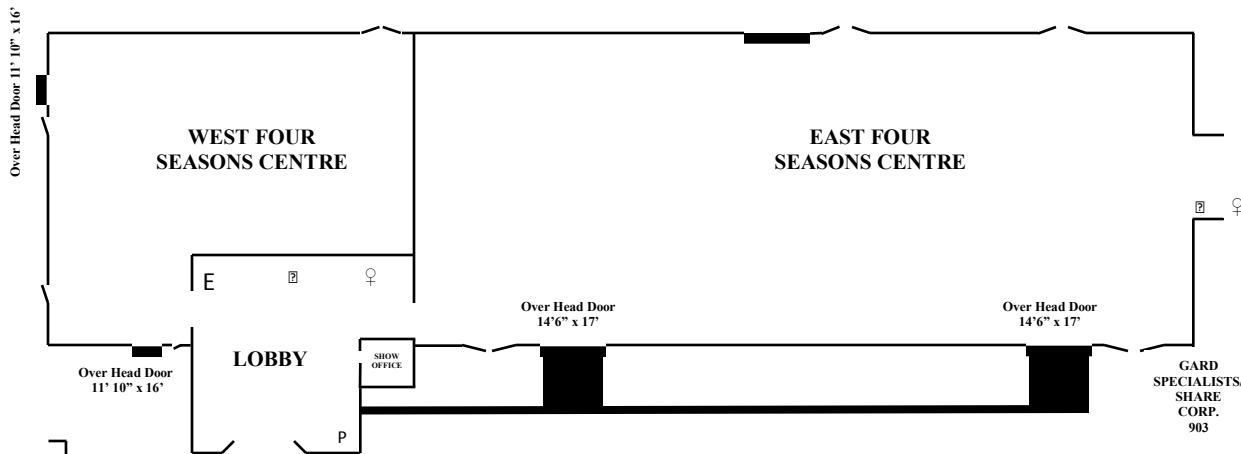 Over Head Door 11' 10" x 16'
WEST FOUR
SEASONS CENTRE
EAST FOUR
SEASONS CENTRE
E
♀
♀
Over Head Door
14'6" x 17'
Over Head Door
14'6" x 17'
LOBBY
SHOW
OFFICE
Over Head Door
11' 10" x 16'
P
GARD
SPECIALISTS/
SHARE
CORP.
903